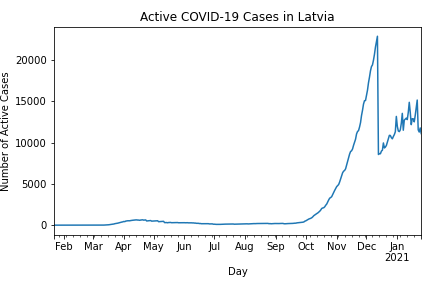 Active COVID-19 Cases in Latvia
Number of Active Cases
20000
15000
10000
5000
0
Feb Mar Apr May Jun Jul Aug Sep Oct Nov Dec Jan
2021
Day